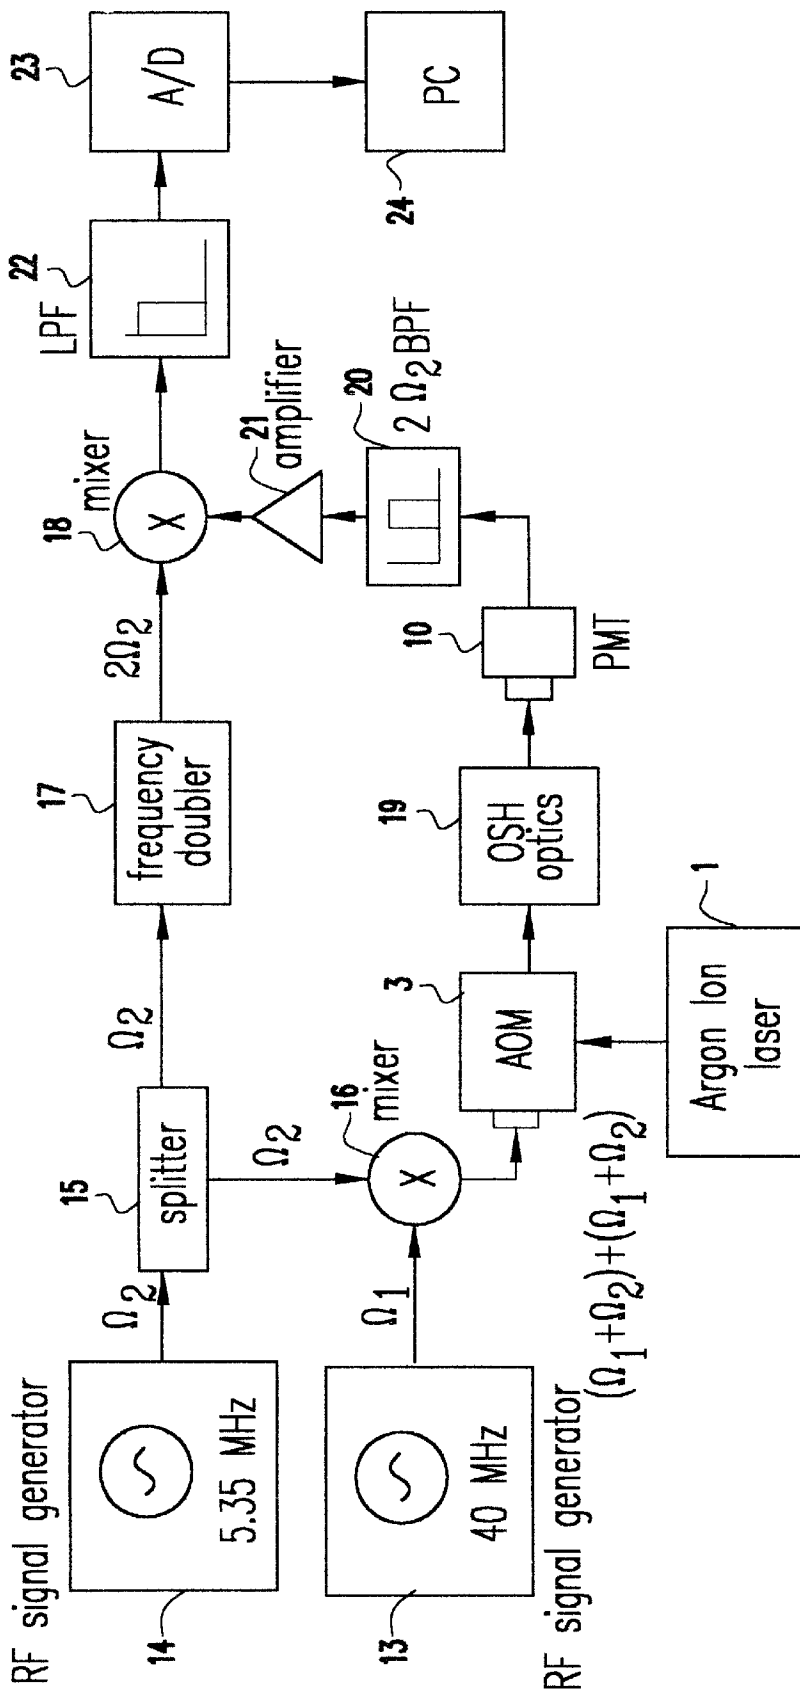 RF signal generator
14
5.35 MHz
Ω2
15
splitter
Ω2
Ω2
17
frequency
doubler
2Ω2
18
mixer
X
LPF
22
23
A/D
PC
24
RF signal generator
13
40 MHz
Ω1
16
mixer
X
(Ω1+Ω2)+(Ω1+Ω2)
3
AOM
Argon Ion
laser
1
19
OSH
optics
10
PMT
20
2 Ω2 BPF
21
amplifier